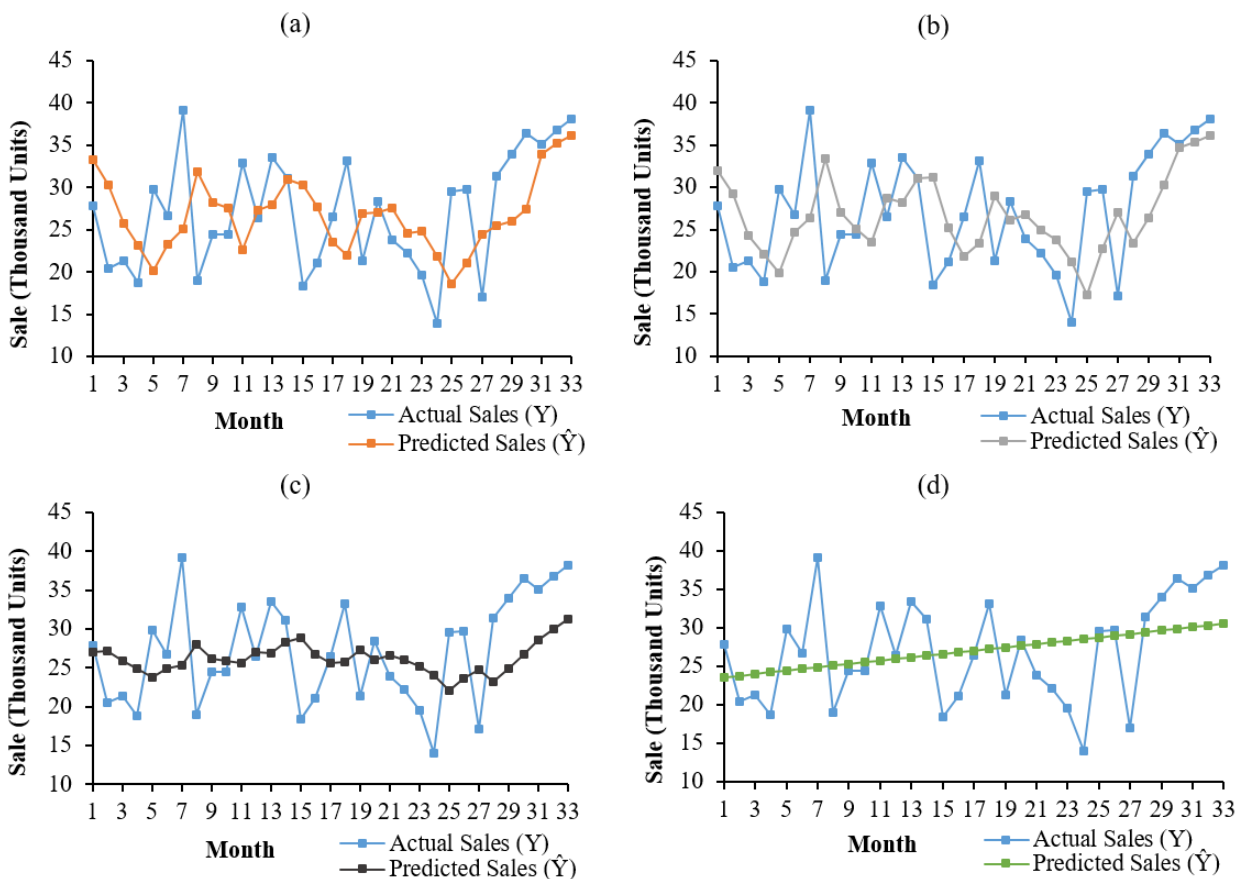 (a)
45
40
35
30
25
20
15
10
Sale (Thousand Units)
1 3 5 7 9 11 13 15 17 19 21 23 25 27 29 31 33
Month
Actual Sales (Y)
Predicted Sales (Ŷ)
(b)
45
40
35
30
25
20
15
10
Sale (Thousand Units)
1 3 5 7 9 11 13 15 17 19 21 23 25 27 29 31 33
Month
Actual Sales (Y)
Predicted Sales (Ŷ)
(c)
45
40
35
30
25
20
15
10
Sale (Thousand Units)
1 3 5 7 9 11 13 15 17 19 21 23 25 27 29 31 33
Month
Actual Sales (Y)
Predicted Sales (Ŷ)
(d)
45
40
35
30
25
20
15
10
Sale (Thousand Units)
1 3 5 7 9 11 13 15 17 19 21 23 25 27 29 31 33
Month
Actual Sales (Y)
Predicted Sales (Ŷ)